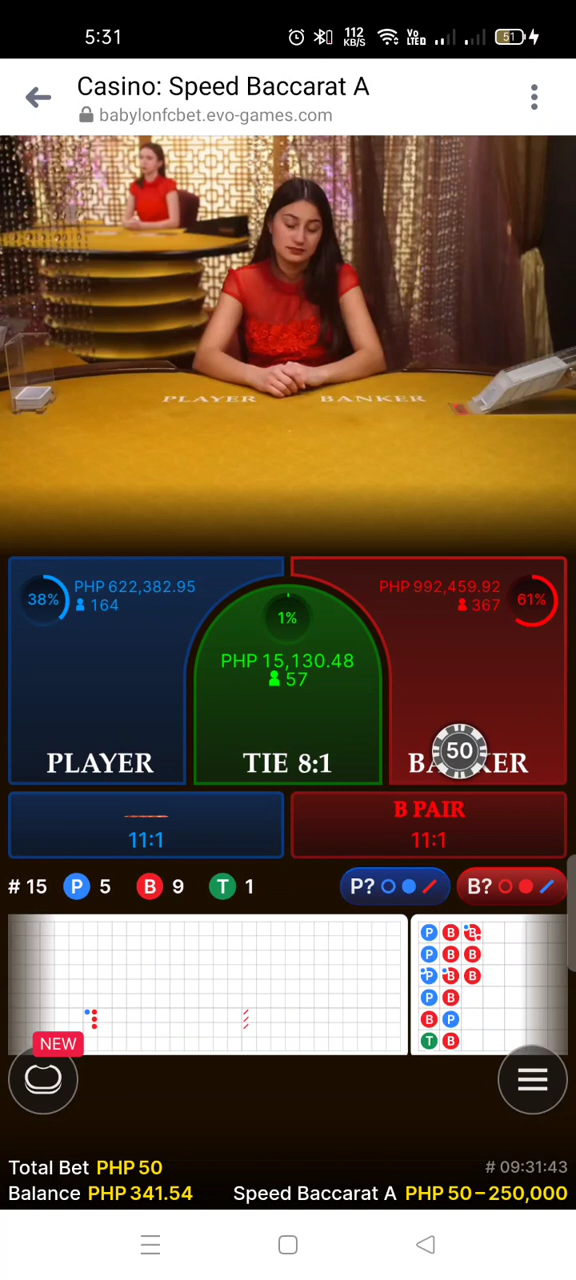 5:31
112
KB/S
Vo
LTE
51
Casino: Speed Baccarat A
babylonfcbet.evo-games.com
PLAYER BANKER
38% PHP 622,382.95
164
1%
PHP 15,130.48
57
PHP 992,459.92 61%
367
PLAYER
TIE 8:1
50
11:1
B PAIR
11:1
# 15 P 5 B 9 T 1 P? B?
P B B
P B B
P B B
P B
B P
T B
NEW
Total Bet PHP 50
# 09:31:43
Balance PHP 341.54
Speed Baccarat A PHP 50–250,000